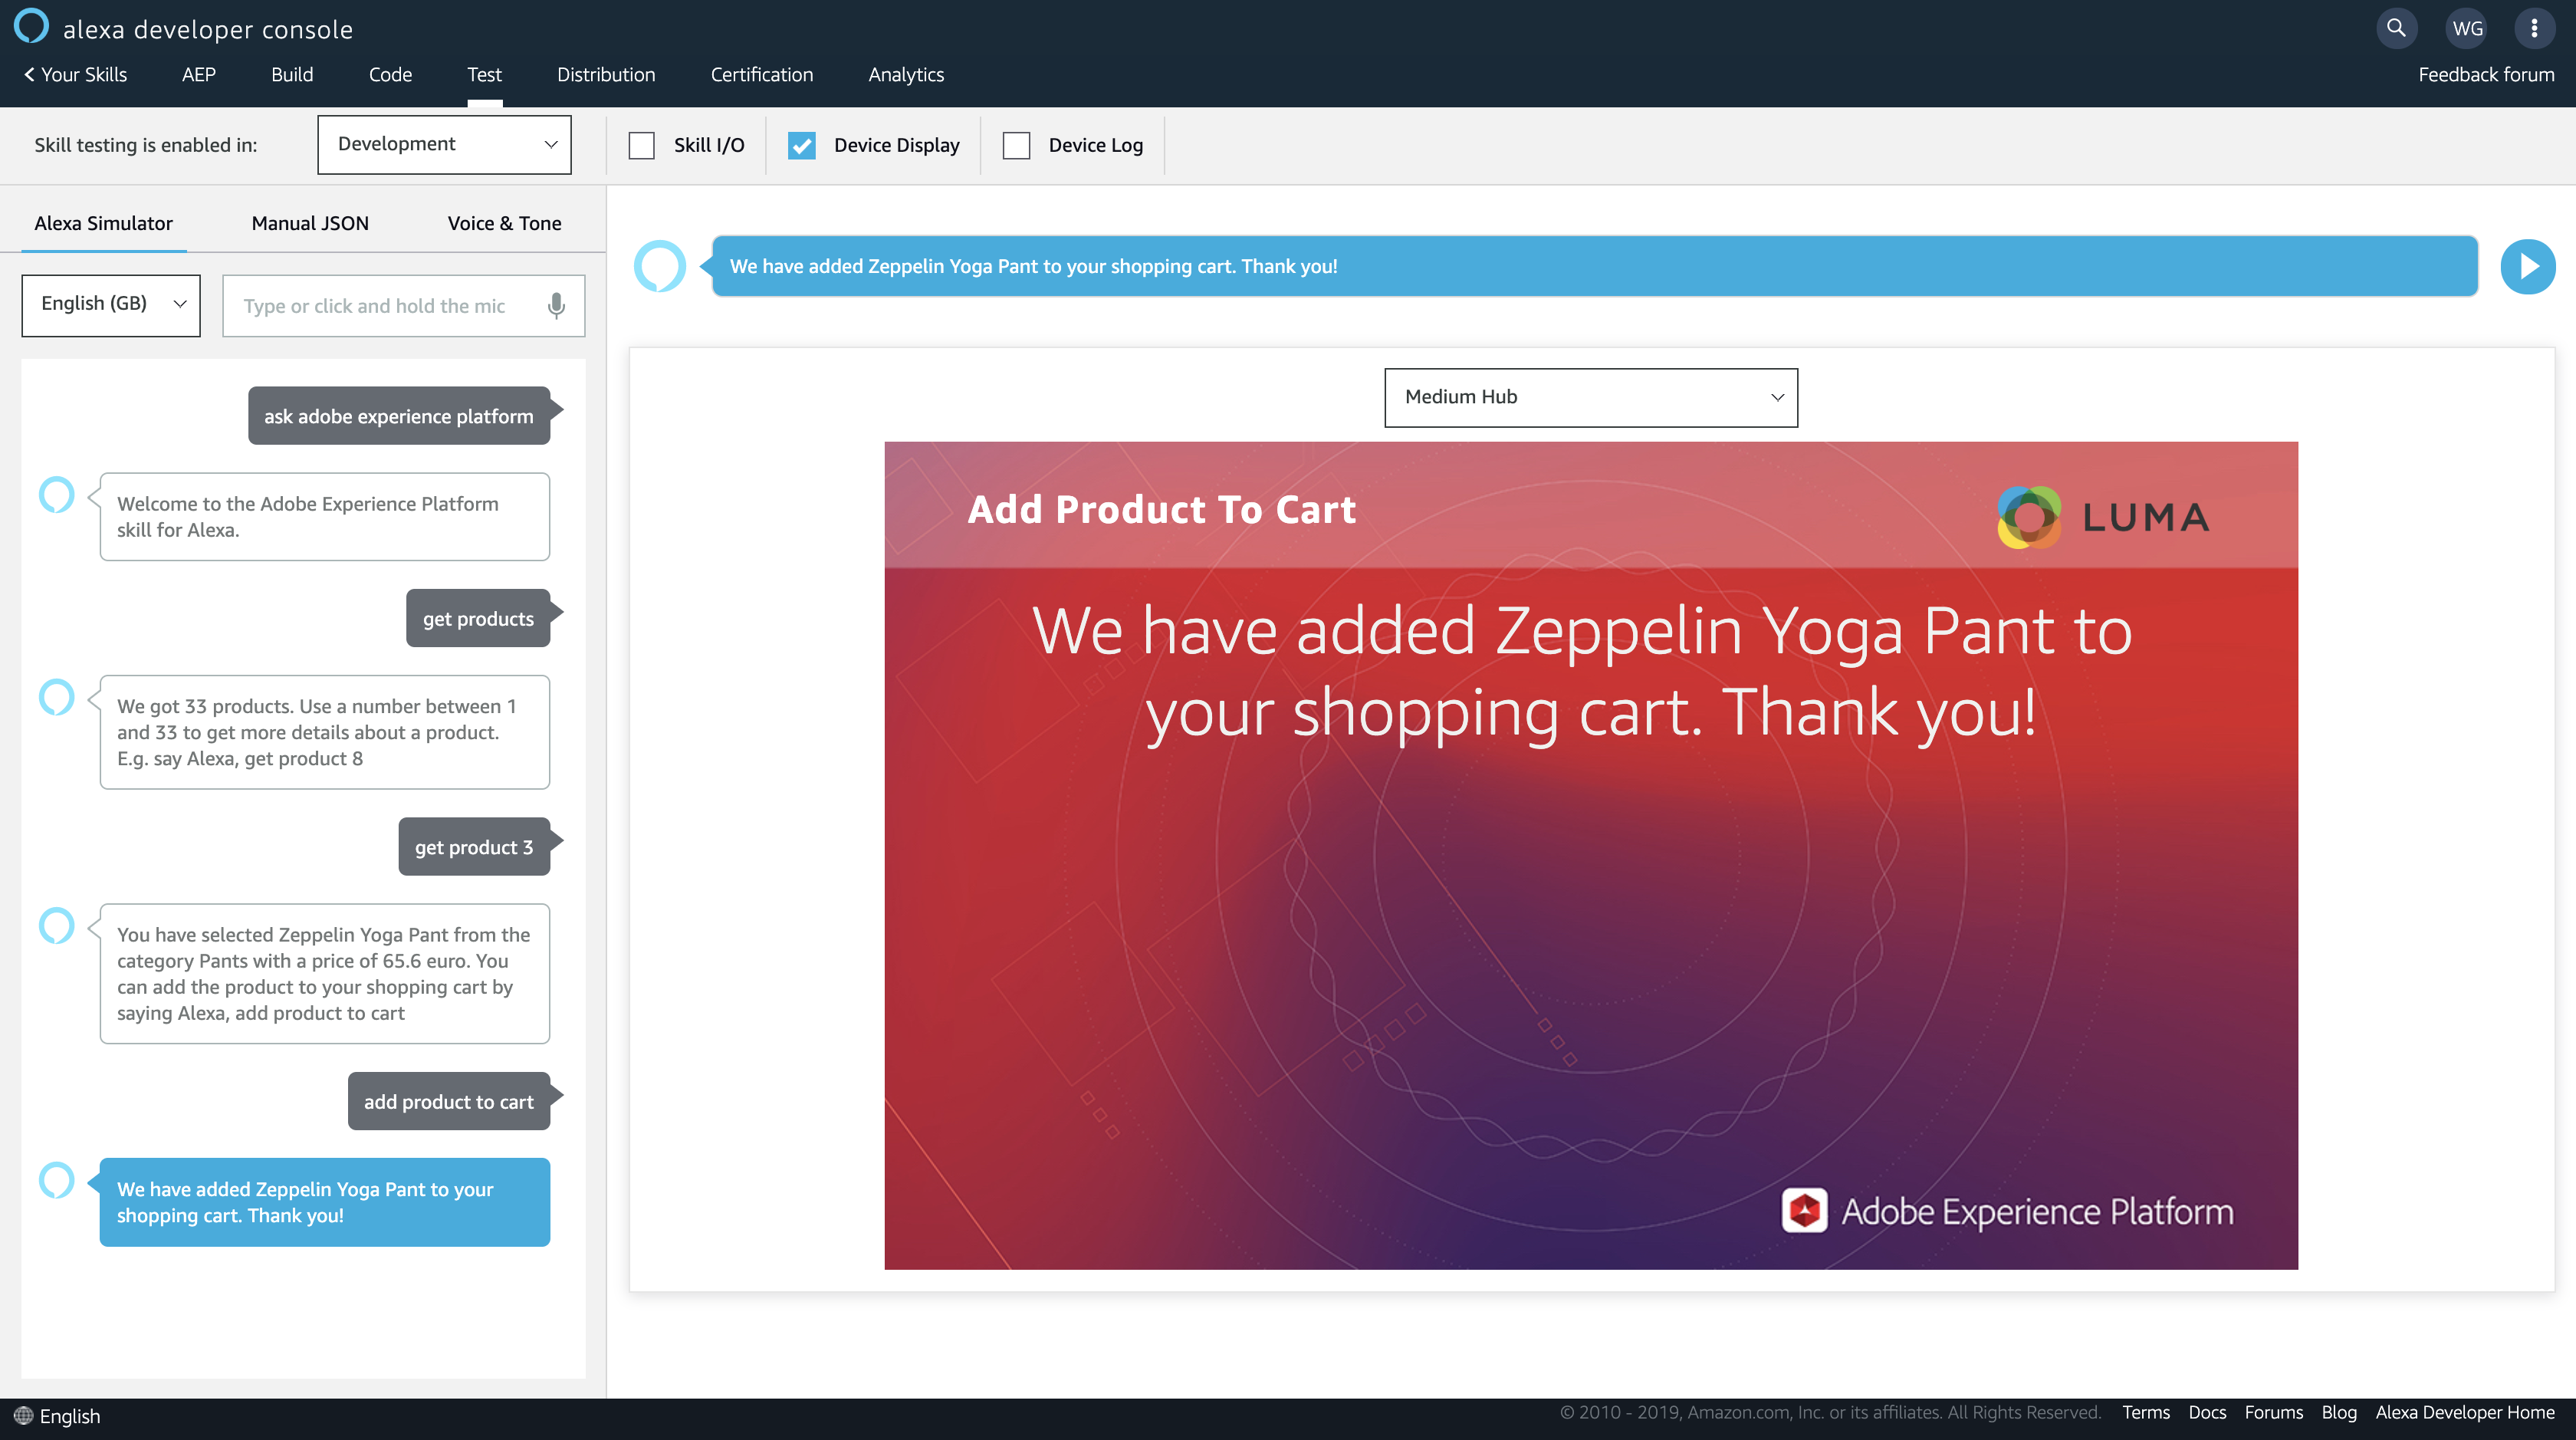 alexa developer console
WG
Your Skills AEP Build Code Test Distribution Certification Analytics Feedback forum
Skill testing is enabled in: Development Skill I/O Device Display Device Log
Alexa Simulator Manual JSON Voice & Tone
English (GB) Type or click and hold the mic
ask adobe experience platform
Welcome to the Adobe Experience Platform
skill for Alexa.
get products
We got 33 products. Use a number between 1
and 33 to get more details about a product.
E.g. say Alexa, get product 8
get product 3
You have selected Zeppelin Yoga Pant from the
category Pants with a price of 65.6 euro. You
can add the product to your shopping cart by
saying Alexa, add product to cart
add product to cart
We have added Zeppelin Yoga Pant to your
shopping cart. Thank you!
We have added Zeppelin Yoga Pant to your shopping cart. Thank you!
Medium Hub
Add Product To Cart
LUMA
We have added Zeppelin Yoga Pant to
your shopping cart. Thank you!
Adobe Experience Platform
English
© 2010 - 2019, Amazon.com, Inc. or its affiliates. All Rights Reserved. Terms Docs Forums Blog Alexa Developer Home